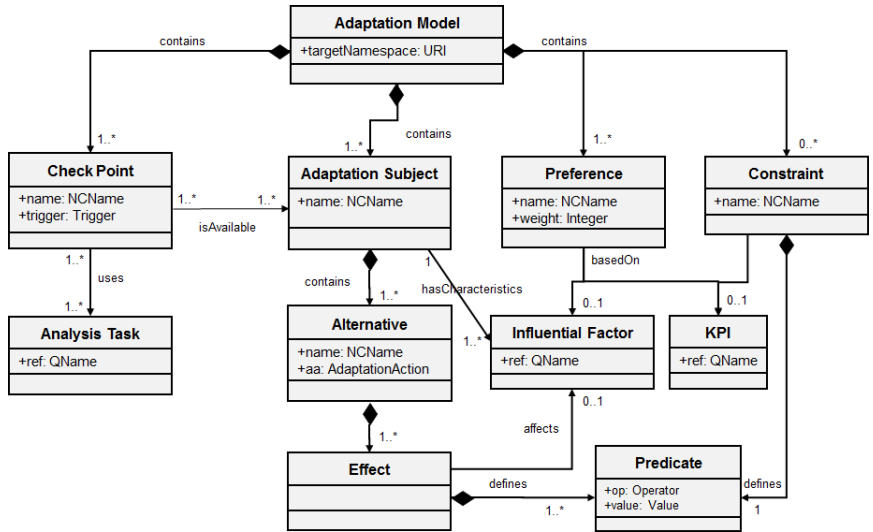 Adaptation Model
+targetNamespace: URI
contains
contains
contains
1..*
1..*
1..*
0..*
Check Point
+name: NCName
+trigger: Trigger
1..*
1..*
isAvailable
Adaptation Subject
+name: NCName
Preference
+name: NCName
+weight: Integer
Constraint
+name: NCName
1..*
uses
1..*
contains
1..*
1
hasCharacteristics
1..*
basedOn
0..1
0..1
Analysis Task
+ref: QName
Alternative
+name: NCName
+aa: AdaptationAction
Influential Factor
+ref: QName
KPI
+ref: QName
1..*
affects
0..1
Effect
defines
1..*
Predicate
+op: Operator
+value: Value
defines
1